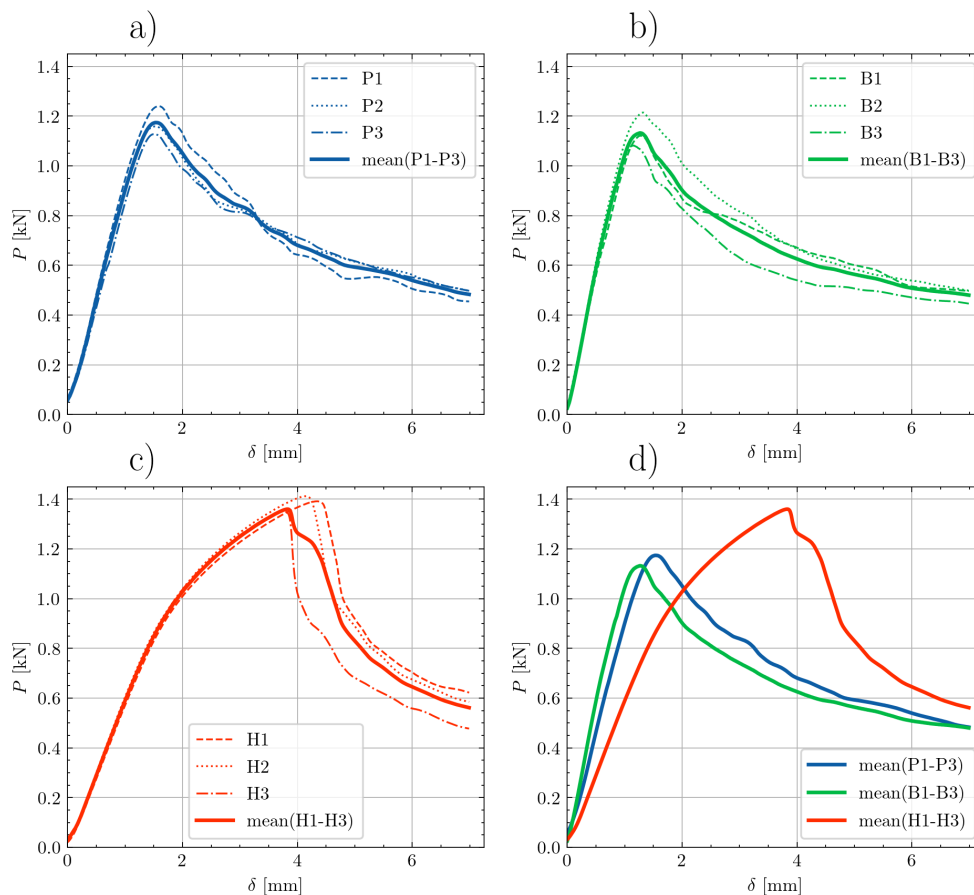 a)
1.4
1.2
1.0
0.8
0.6
0.4
0.2
0.0
P [kN]
P1
P2
P3
mean(P1-P3)
0 2 4 6
δ [mm]
b)
1.4
1.2
1.0
0.8
0.6
0.4
0.2
0.0
P [kN]
B1
B2
B3
mean(B1-B3)
0 2 4 6
δ [mm]
c)
1.4
1.2
1.0
0.8
0.6
0.4
0.2
0.0
P [kN]
H1
H2
H3
mean(H1-H3)
0 2 4 6
δ [mm]
d)
1.4
1.2
1.0
0.8
0.6
0.4
0.2
0.0
P [kN]
mean(P1-P3)
mean(B1-B3)
mean(H1-H3)
0 2 4 6
δ [mm]